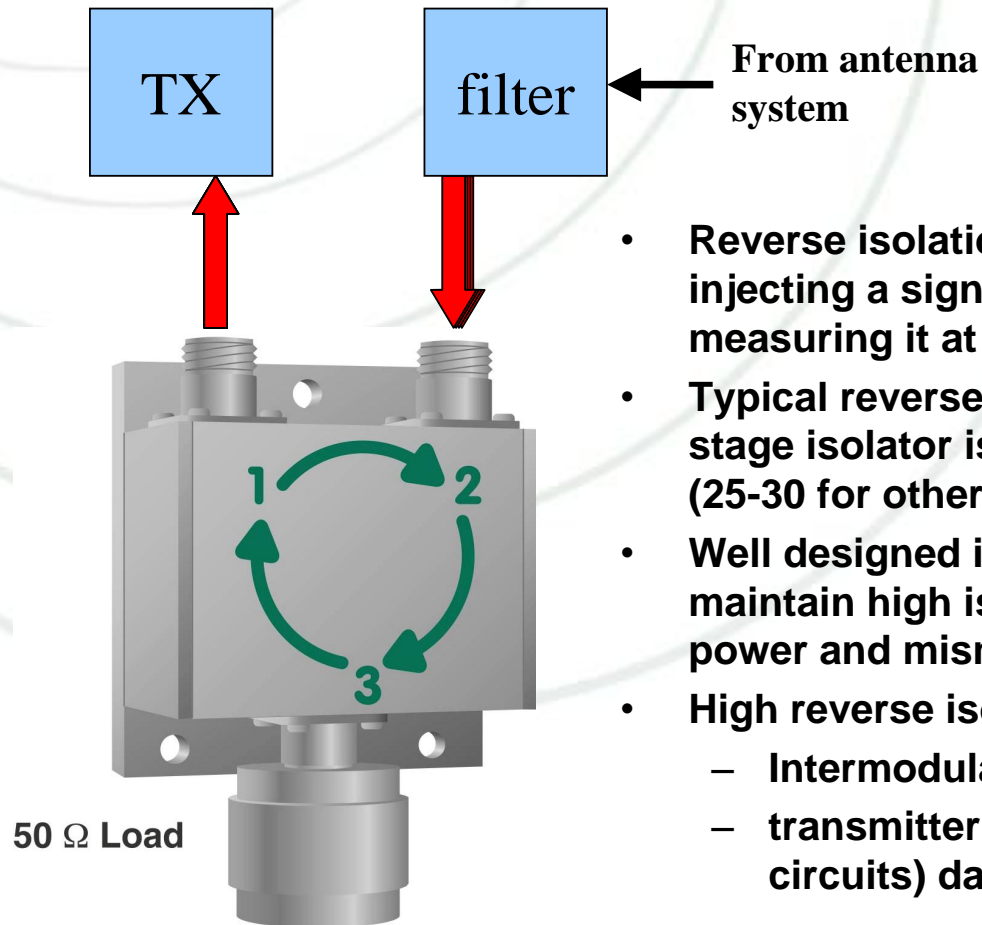 TX
filter
From antenna
system
• Reverse isolatio
injecting a sign
measuring it at
• Typical reverse
stage isolator is
(25-30 for other
• Well designed i
maintain high is
power and misr
• High reverse iso
– Intermodula
– transmitter
circuits) da
1
2
3
50 Ω Load